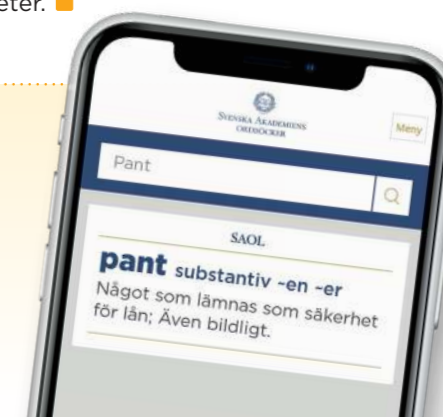 eter.
SVENSKA AKADEMIENS
ORDBÖCKER
Meny
Pant
SAOL
pant substantiv ~en ~er
Något som lämnas som säkerhet
för lån; Även bildligt.